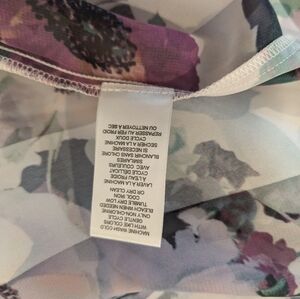 MACHINE WASH COLD
WITH LIKE COLORS
GENTLE CYCLE
ONLY NON CHLORINE
BLEACH WHEN NEEDED
TUMBLE DRY LOW
COOL IRON
OR DRY CLEAN
LAVER A LA MACHINE
A L'EAU FROIDE
CYCLE DELICAT
AVEC COULEURS
SIMILAIRES
BLANCHIR SANS CHLORE
SI NECESSAIRE
SECHER A LA MACHINE
CYCLE DOUX
REPASSER AU FER FROID
OU NETTOYER A SEC